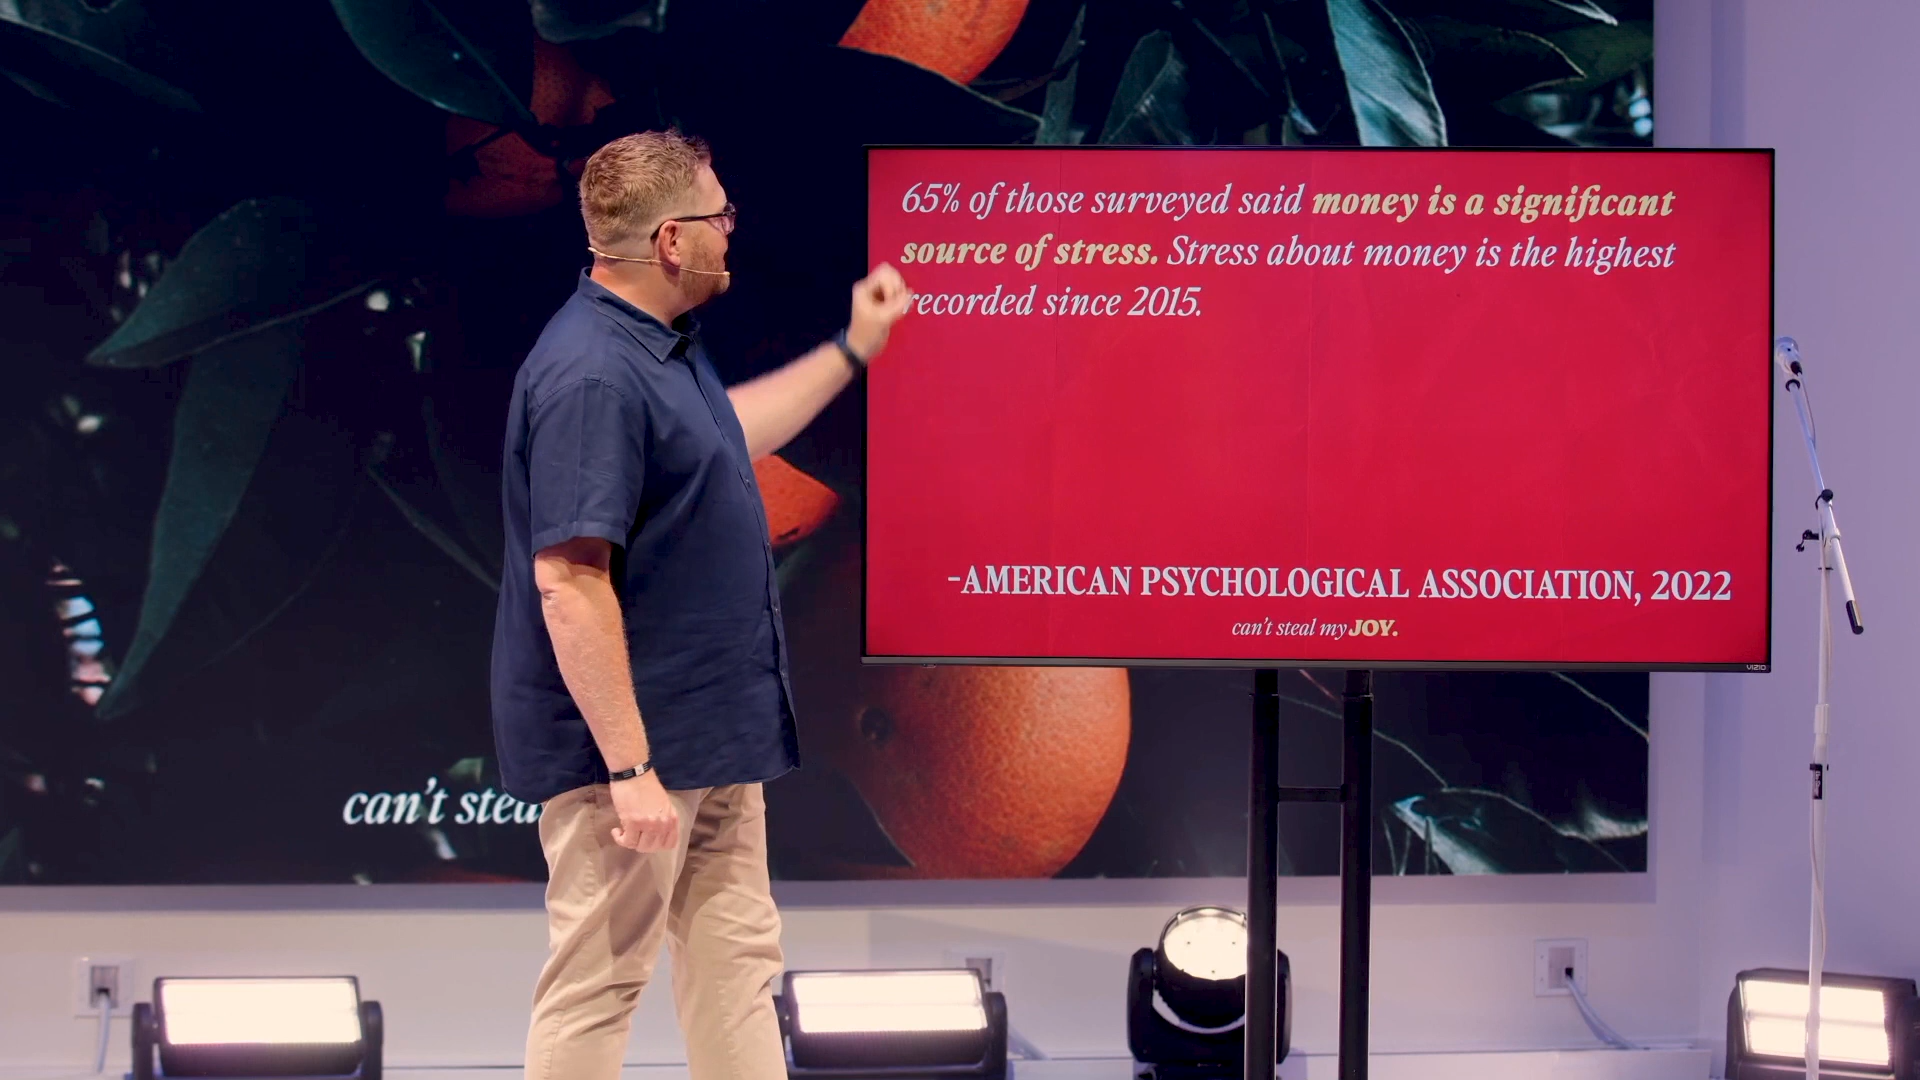 65% of those surveyed said money is a significant
source of stress. Stress about money is the highest
recorded since 2015.
-AMERICAN PSYCHOLOGICAL ASSOCIATION, 2022
can't steal my JOY.
VIZIO
can't stea